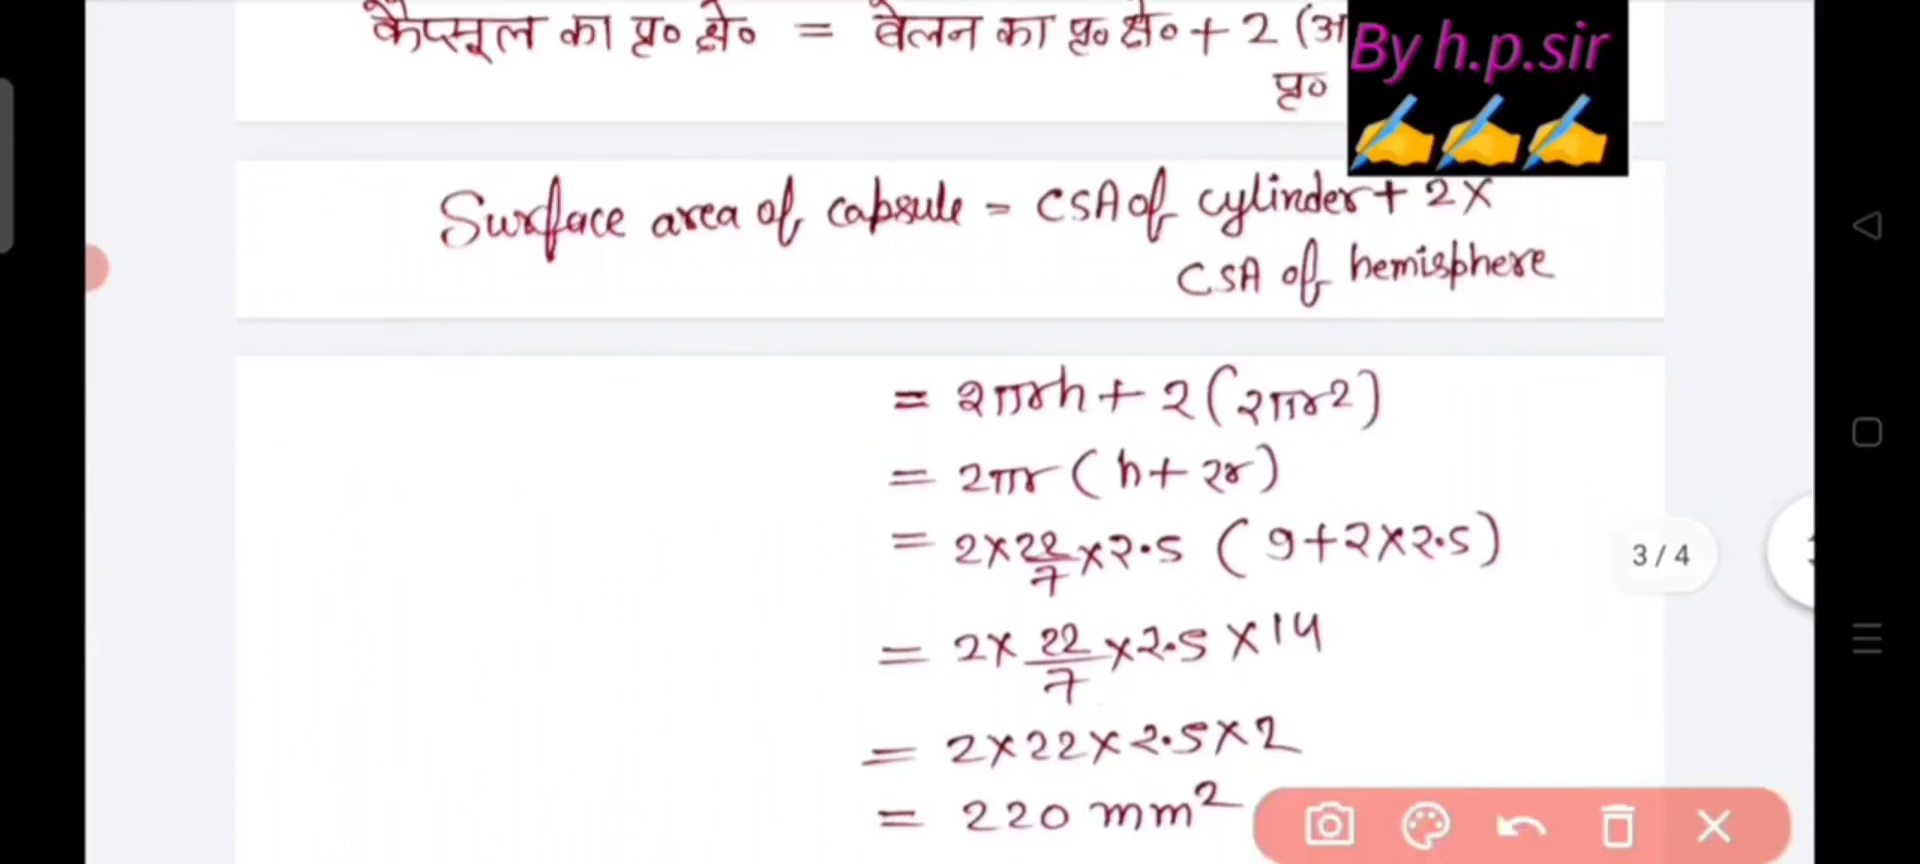 कैप्सूल का पृ० क्षे० = बेलन का पृ० क्षे० + 2 (अ
पृ०
By h.p.sir
Surface area of capsule = CSA of cylinder + 2 ×
CSA of hemisphere
= 2πrh + 2(2πr²)
= 2πr (h + 2r)
= 2 × 22/7 × 2.5 (9 + 2 × 2.5)
3 / 4
= 2 × 22/7 × 2.5 × 14
= 2 × 22 × 2.5 × 2
= 220 mm²